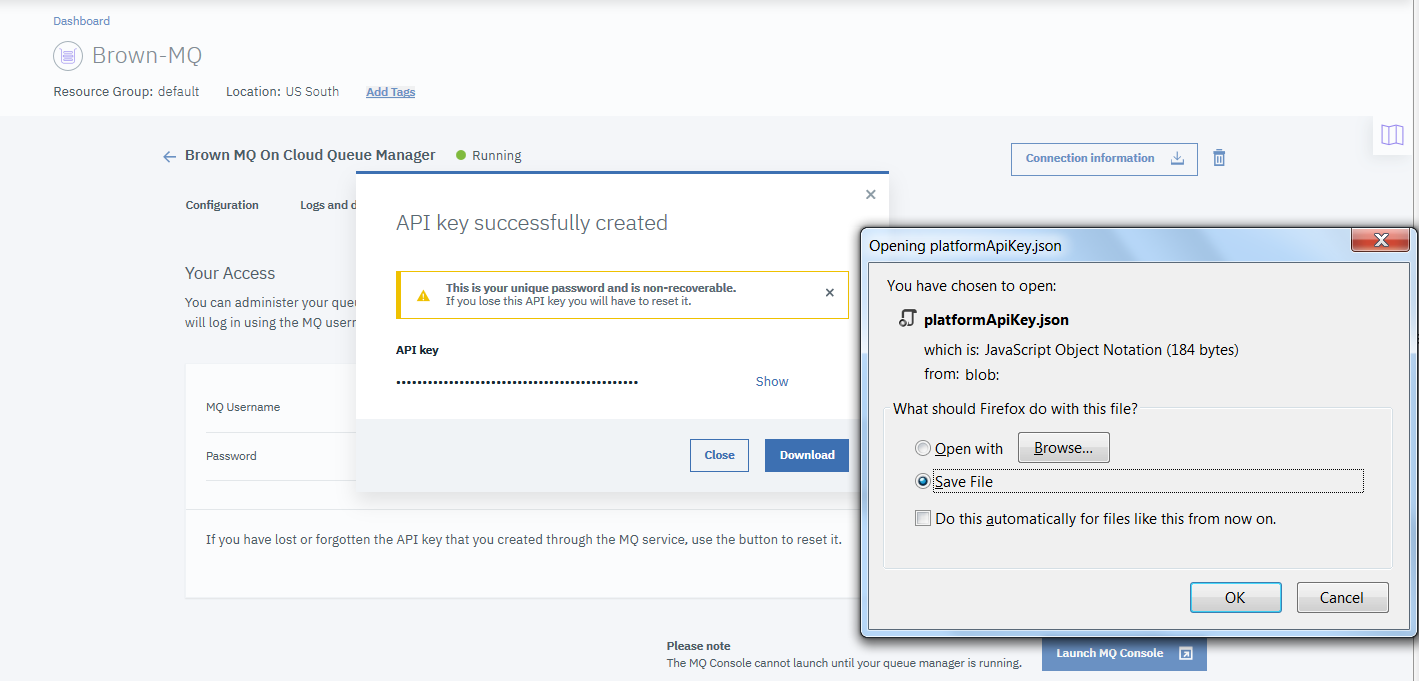 Dashboard
Brown-MQ
Resource Group: default Location: US South Add Tags
Brown MQ On Cloud Queue Manager Running
Connection information
Configuration Logs and d
Your Access
You can administer your que
will log in using the MQ usern
MQ Username
Password
If you have lost or forgotten the API key that you created through the MQ service, use the button to reset it.
Please note
The MQ Console cannot launch until your queue manager is running.
Launch MQ Console
API key successfully created
This is your unique password and is non-recoverable.
If you lose this API key you will have to reset it.
API key
•••••••••••••••••••••••••••••••••••••••••••• Show
Close Download
Opening platformApiKey.json
You have chosen to open:
platformApiKey.json
which is: JavaScript Object Notation (184 bytes)
from: blob:
What should Firefox do with this file?
Open with Browse...
Save File
Do this automatically for files like this from now on.
OK Cancel